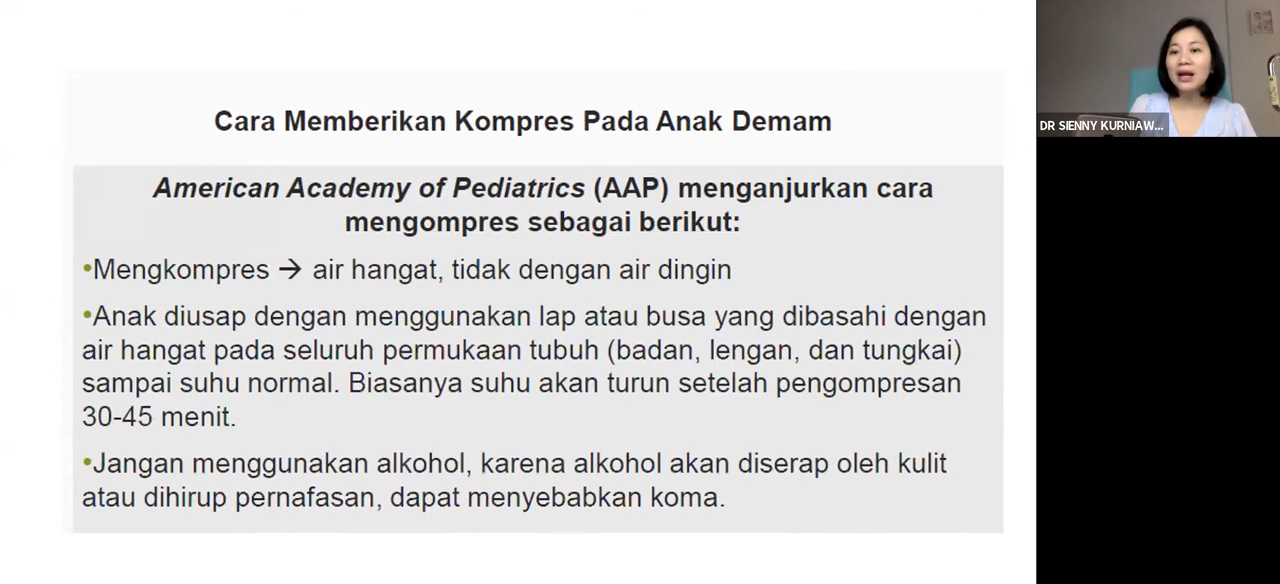 Cara Memberikan Kompres Pada Anak Demam
American Academy of Pediatrics (AAP) menganjurkan cara
mengompres sebagai berikut:
•Mengkompres → air hangat, tidak dengan air dingin
•Anak diusap dengan menggunakan lap atau busa yang dibasahi dengan
air hangat pada seluruh permukaan tubuh (badan, lengan, dan tungkai)
sampai suhu normal. Biasanya suhu akan turun setelah pengompresan
30-45 menit.
•Jangan menggunakan alkohol, karena alkohol akan diserap oleh kulit
atau dihirup pernafasan, dapat menyebabkan koma.
DR SIENNY KURNIAW...